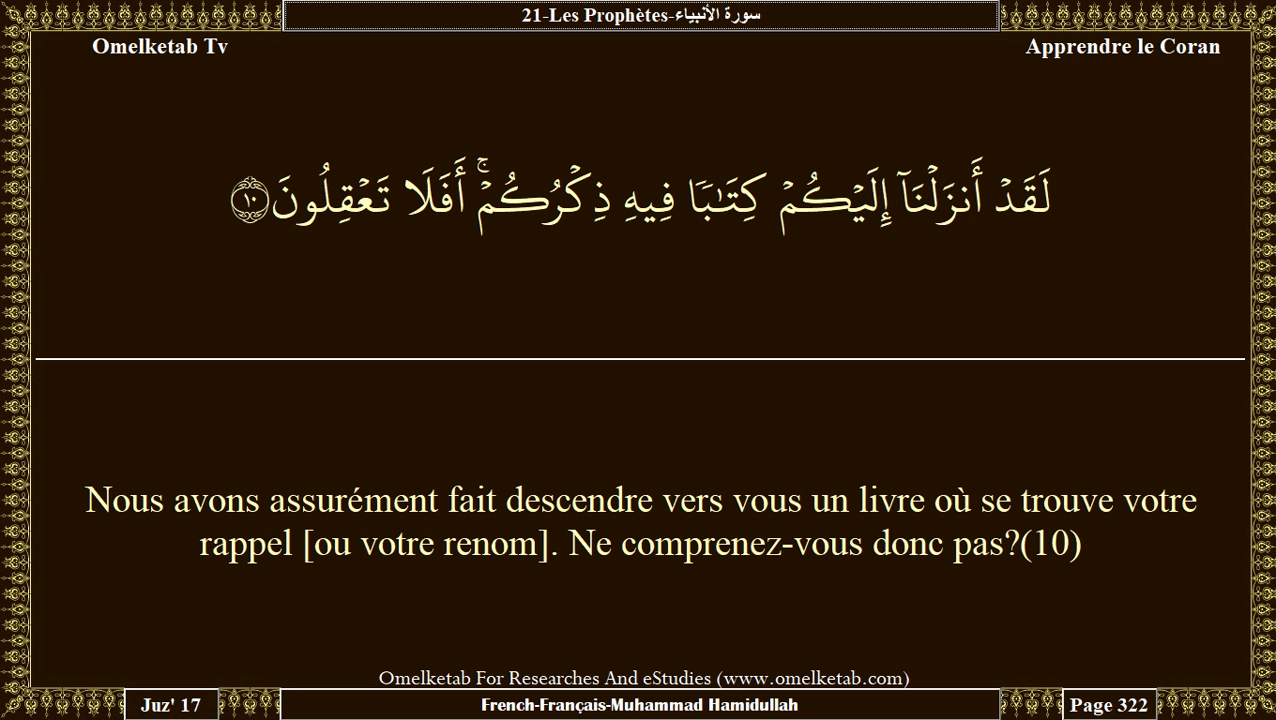 21-Les Prophètes-سورة الأنبياء
Omelketab Tv
Apprendre le Coran
لَقَدۡ أَنزَلۡنَآ إِلَيۡكُمۡ كِتَٰبٗا فِيهِ ذِكۡرُكُمۡۚ أَفَلَا تَعۡقِلُونَ ١٠
Nous avons assurément fait descendre vers vous un livre où se trouve votre
rappel [ou votre renom]. Ne comprenez-vous donc pas?(10)
Omelketab For Researches And eStudies (www.omelketab.com)
Juz' 17
French-Français-Muhammad Hamidullah
Page 322